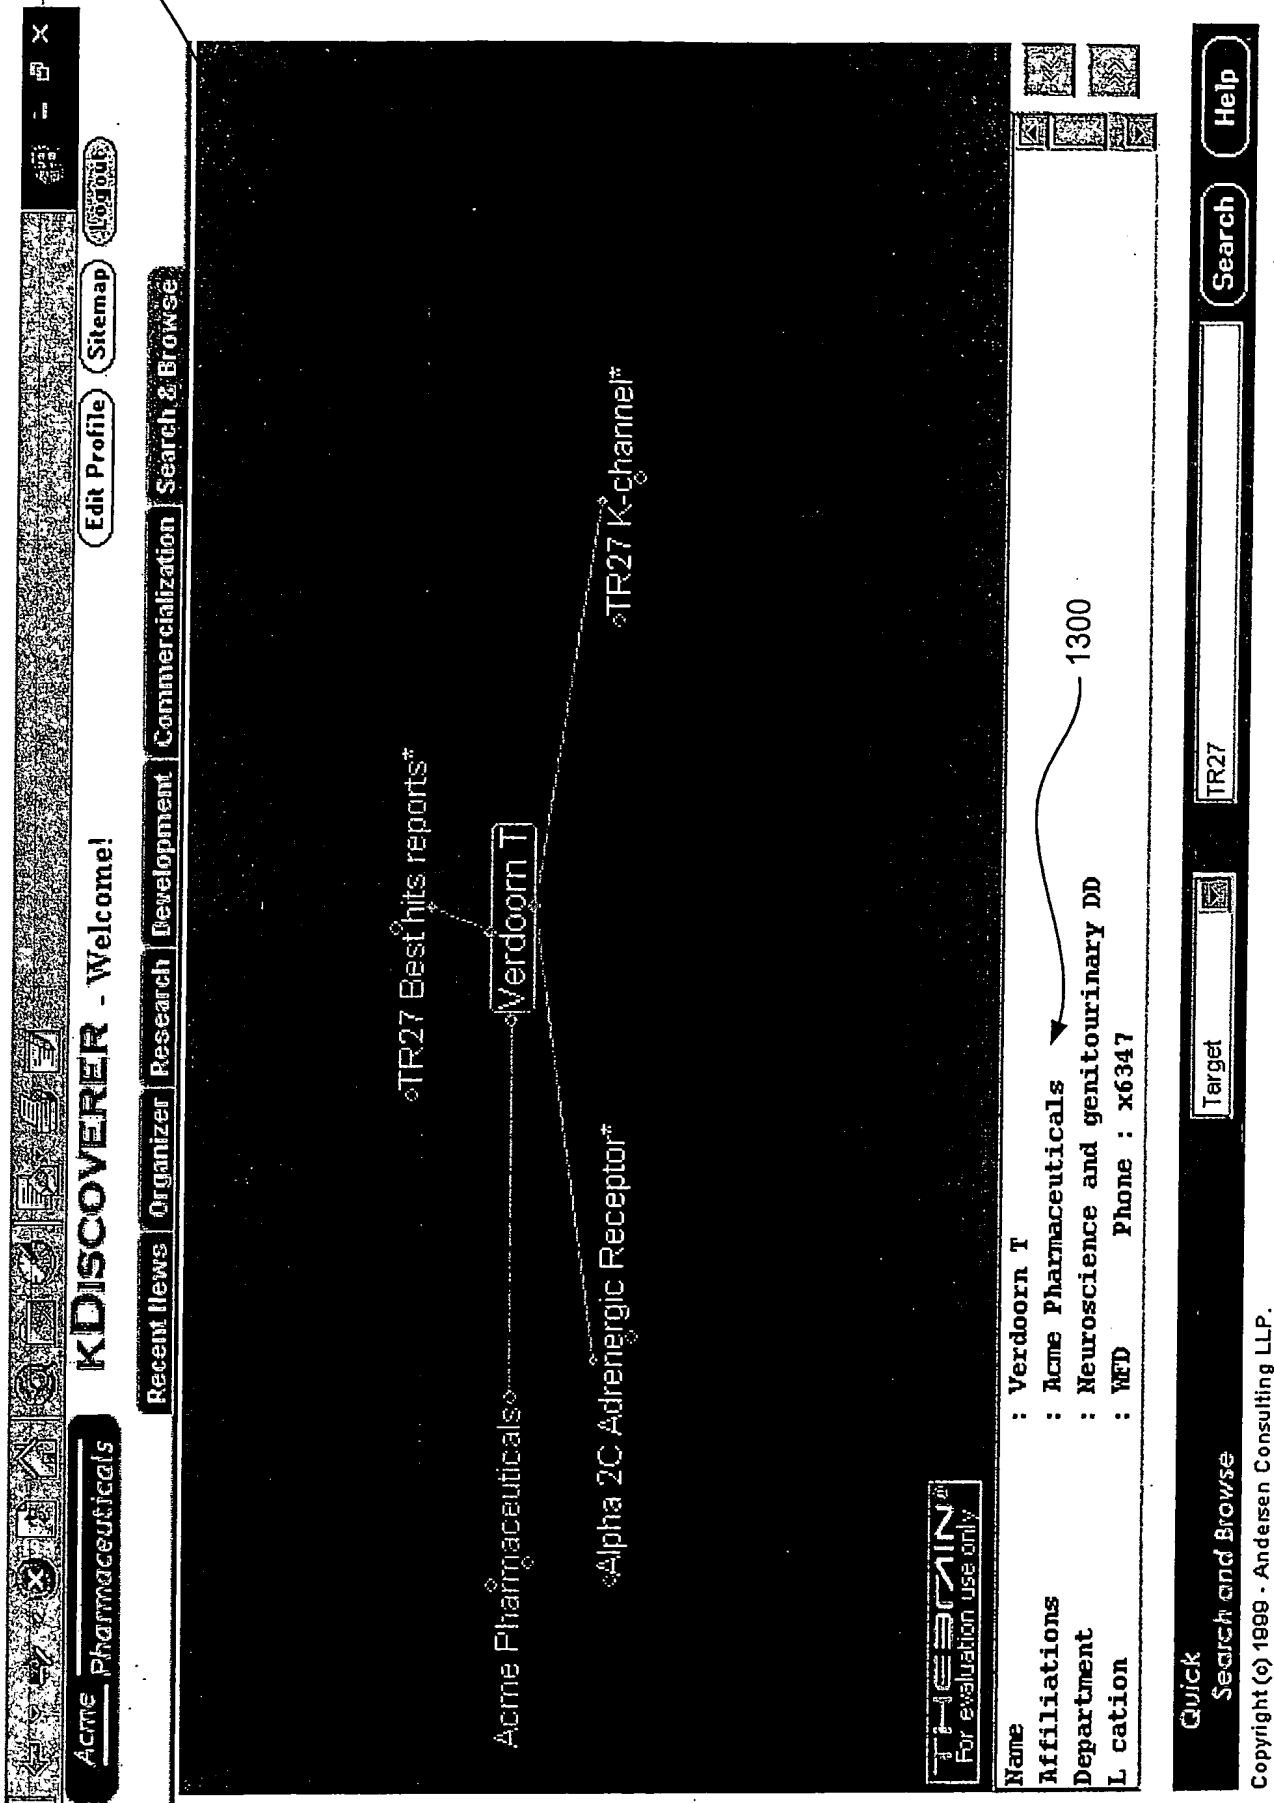 Acme Pharmaceuticals
KDISCOVERER - Welcome!
Edit Profile Sitemap Logout
Recent News Organizer Research Development Commercialization Search & Browse
TR27 Best hits reports*
Acme Pharmaceuticals
Verdoorn T
Alpha 2C Adrenergic Receptor*
TR27 K-channel*
THEBRAIN®
For evaluation use only
Name : Verdoorn T
Affiliations : Acme Pharmaceuticals
Department : Neuroscience and genitourinary DD
L cation : WFD Phone : x6347
1300
Quick
Search and Browse
Target
TR27
Search
Help
Copyright (c) 1999 - Andersen Consulting LLP.